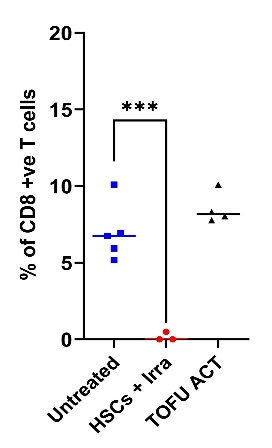 20
15
10
5
0
% of CD8 +ve T cells
***
Untreated
HSCs + Irra
TOFU ACT